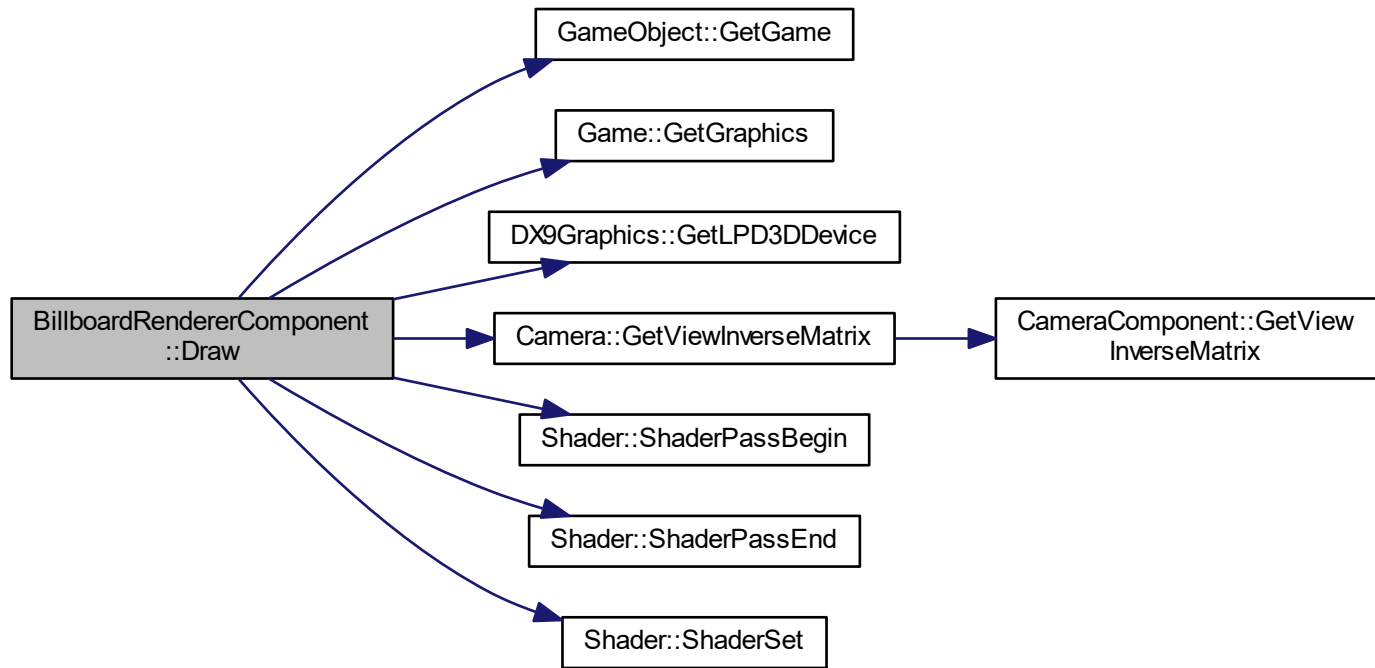 GameObject::GetGame
Game::GetGraphics
DX9Graphics::GetLPD3DDevice
BillboardRendererComponent
::Draw
Camera::GetViewInverseMatrix
CameraComponent::GetView
InverseMatrix
Shader::ShaderPassBegin
Shader::ShaderPassEnd
Shader::ShaderSet